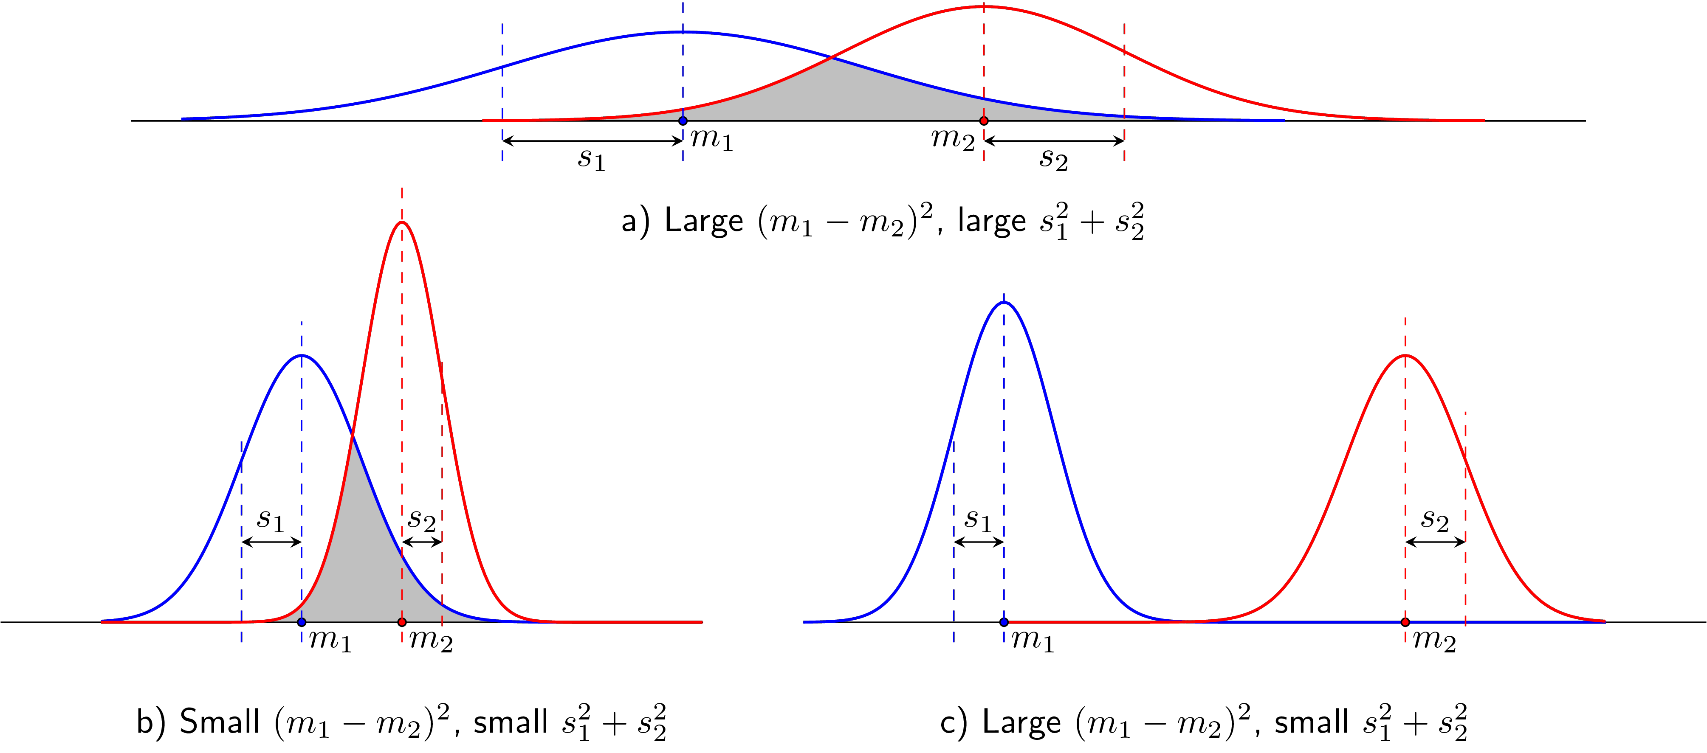 m₁
m₂
s₁
s₂
a) Large (m₁ − m₂)², large s₁² + s₂²
s₁
s₂
m₁
m₂
b) Small (m₁ − m₂)², small s₁² + s₂²
s₁
s₂
m₁
m₂
c) Large (m₁ − m₂)², small s₁² + s₂²